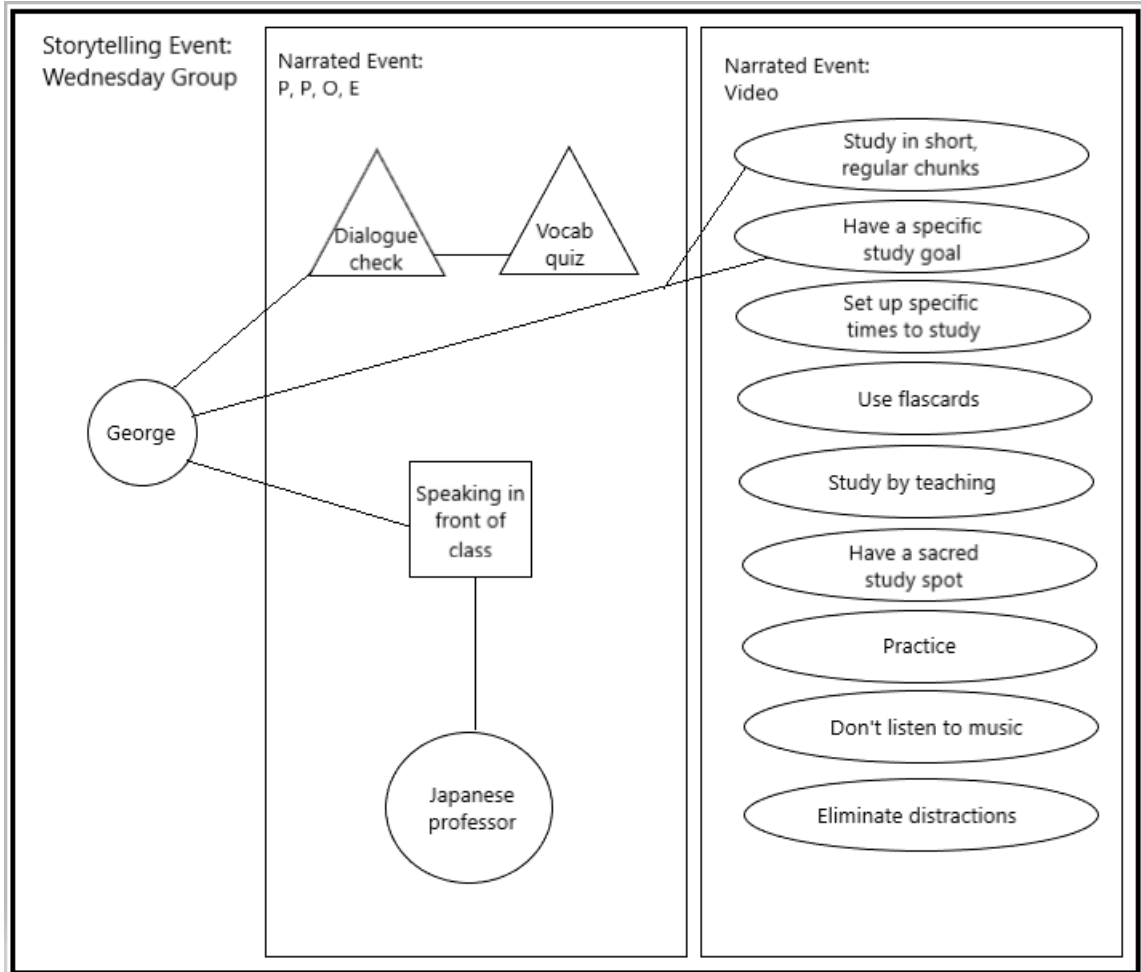 Storytelling Event:
Wednesday Group
Narrated Event:
P, P, O, E
Dialogue
check
Vocab
quiz
George
Speaking in
front of
class
Japanese
professor
Narrated Event:
Video
Study in short,
regular chunks
Have a specific
study goal
Set up specific
times to study
Use flascards
Study by teaching
Have a sacred
study spot
Practice
Don't listen to music
Eliminate distractions